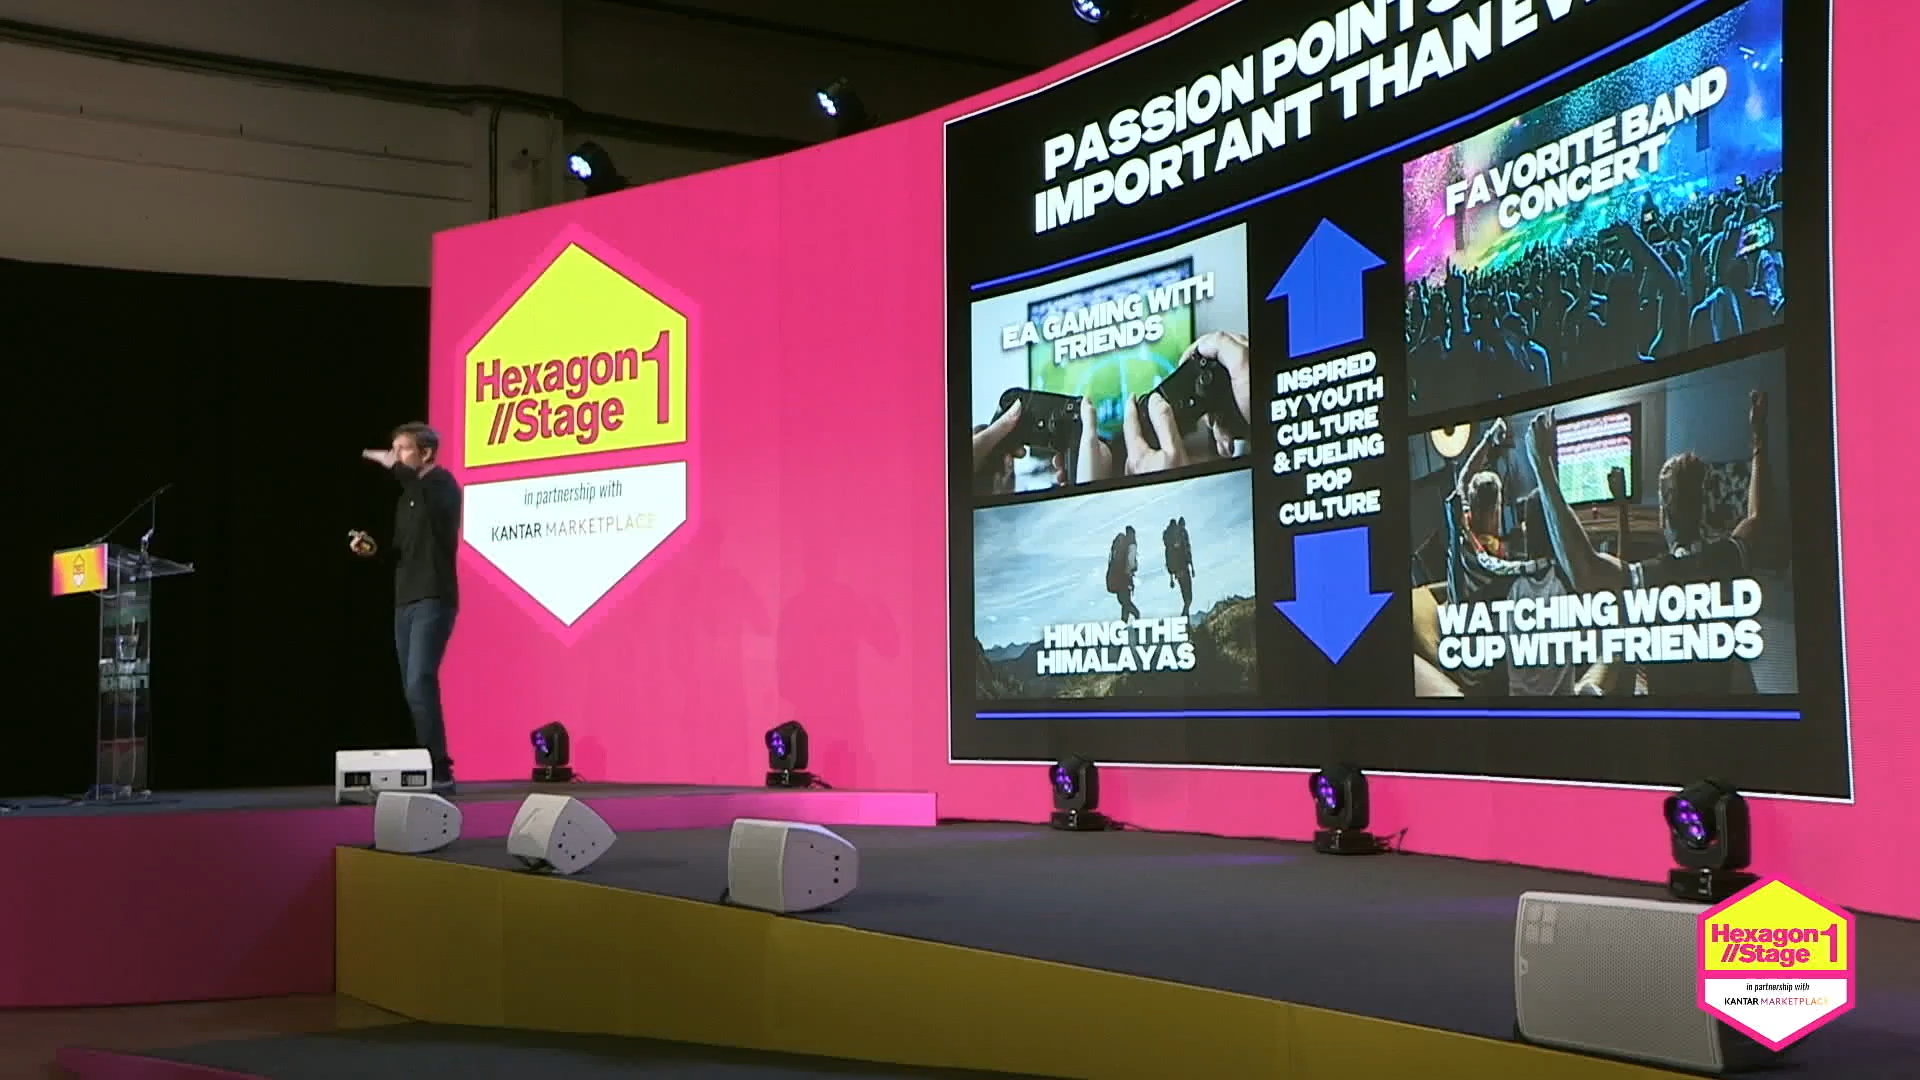 PASSION POINTS
IMPORTANT THAN
FAVORITE BAND
CONCERT
EA GAMING WITH
FRIENDS
INSPIRED
BY YOUTH
CULTURE
& FUELING
POP
CULTURE
HIKING THE
HIMALAYAS
WATCHING WORLD
CUP WITH FRIENDS
Hexagon 1
//Stage
in partnership with
KANTAR MARKETPLACE
Hexagon 1
//Stage
in partnership with
KANTAR MARKETPLACE